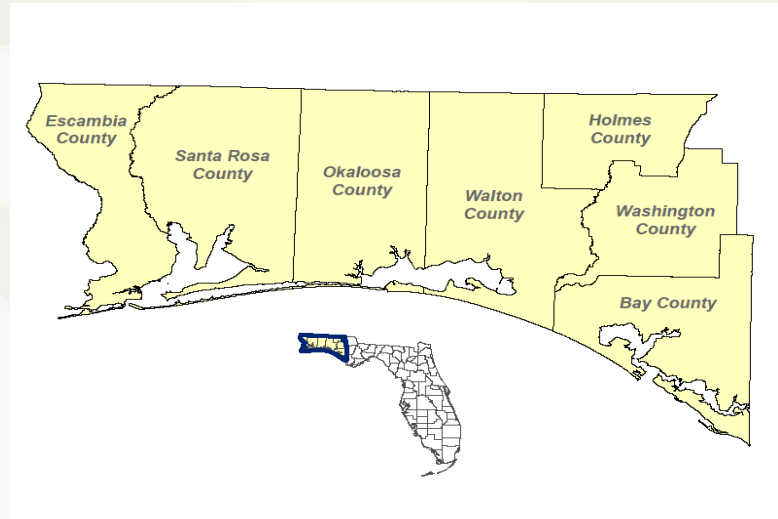 Escambia
County
Santa Rosa
County
Okaloosa
County
Walton
County
Holmes
County
Washington
County
Bay County